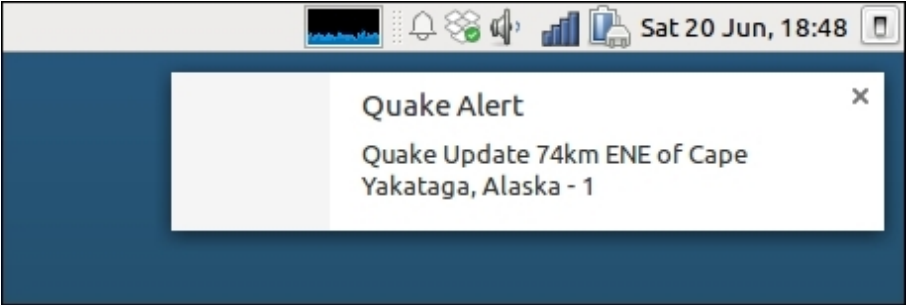 Sat 20 Jun, 18:48
Quake Alert
Quake Update 74km ENE of Cape
Yakataga, Alaska - 1